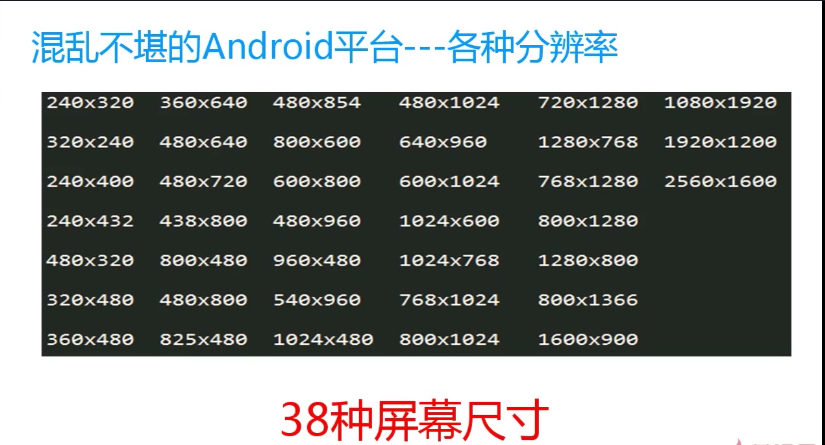 混乱不堪的Android平台---各种分辨率
240x320 360x640 480x854 480x1024 720x1280 1080x1920
320x240 480x640 800x600 640x960 1280x768 1920x1200
240x400 480x720 600x800 600x1024 768x1280 2560x1600
240x432 438x800 480x960 1024x600 800x1280
480x320 800x480 960x480 1024x768 1280x800
320x480 480x800 540x960 768x1024 800x1366
360x480 825x480 1024x480 800x1024 1600x900
38种屏幕尺寸